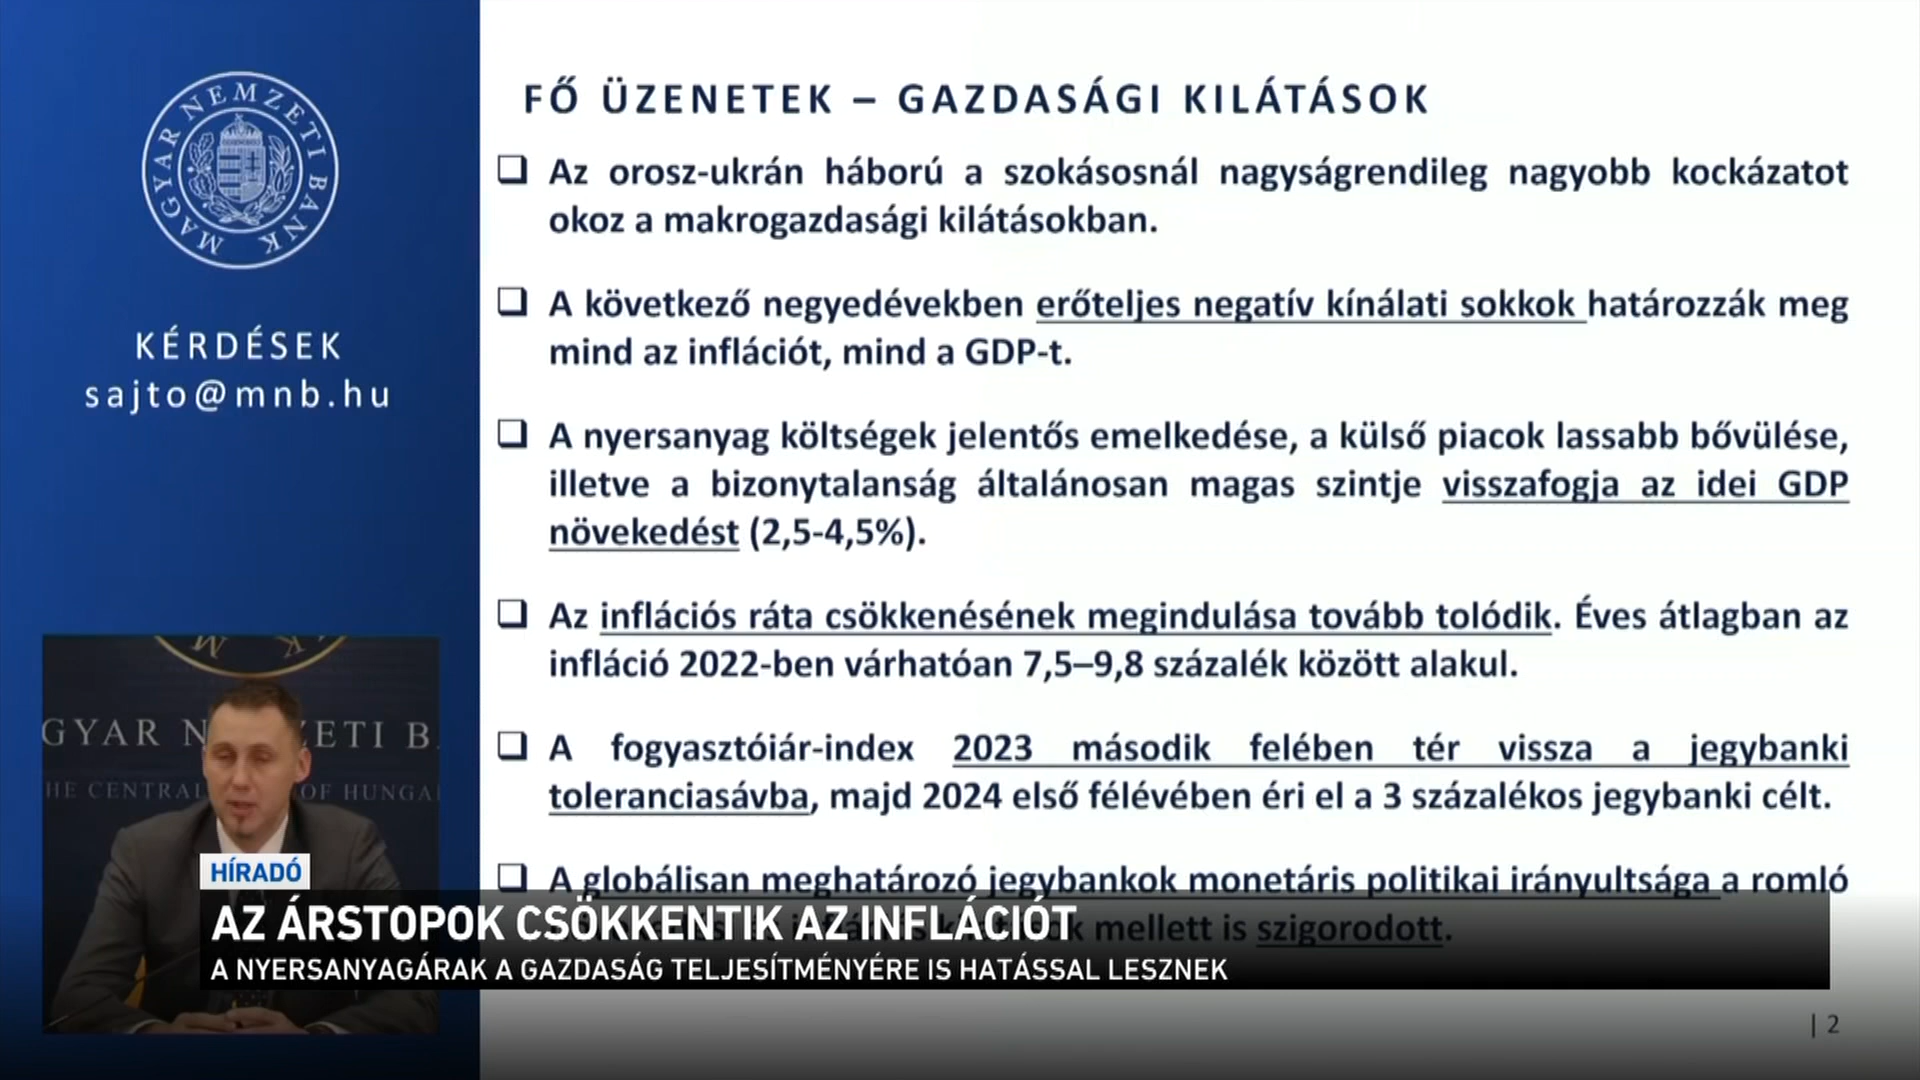 MAGYAR NEMZETI BANK
KÉRDÉSEK
sajto@mnb.hu
FŐ ÜZENETEK – GAZDASÁGI KILÁTÁSOK
Az orosz-ukrán háború a szokásosnál nagyságrendileg nagyobb kockázatot
okoz a makrogazdasági kilátásokban.
A következő negyedévekben erőteljes negatív kínálati sokkok határozzák meg
mind az inflációt, mind a GDP-t.
A nyersanyag költségek jelentős emelkedése, a külső piacok lassabb bővülése,
illetve a bizonytalanság általánosan magas szintje visszafogja az idei GDP
növekedést (2,5-4,5%).
Az inflációs ráta csökkenésének megindulása tovább tolódik. Éves átlagban az
infláció 2022-ben várhatóan 7,5–9,8 százalék között alakul.
A fogyasztóiár-index 2023 második felében tér vissza a jegybanki
toleranciasávba, majd 2024 első félévében éri el a 3 százalékos jegybanki célt.
A globálisan meghatározó jegybankok monetáris politikai irányultsága a romló
mellett is szigorodott.
GYAR N ZETI B
HE CENTRAL OF HUNGA
HÍRADÓ
AZ ÁRSTOPOK CSÖKKENTIK AZ INFLÁCIÓT
A NYERSANYAGÁRAK A GAZDASÁG TELJESÍTMÉNYÉRE IS HATÁSSAL LESZNEK
| 2